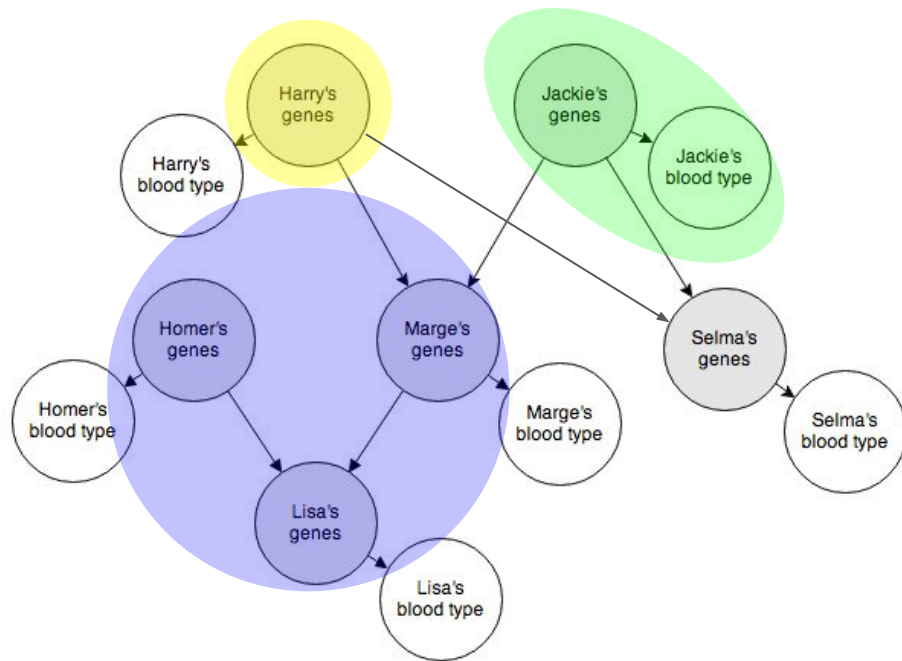 Harry's
genes
Jackie's
genes
Harry's
blood type
Jackie's
blood type
Homer's
genes
Marge's
genes
Selma's
genes
Homer's
blood type
Marge's
blood type
Selma's
blood type
Lisa's
genes
Lisa's
blood type